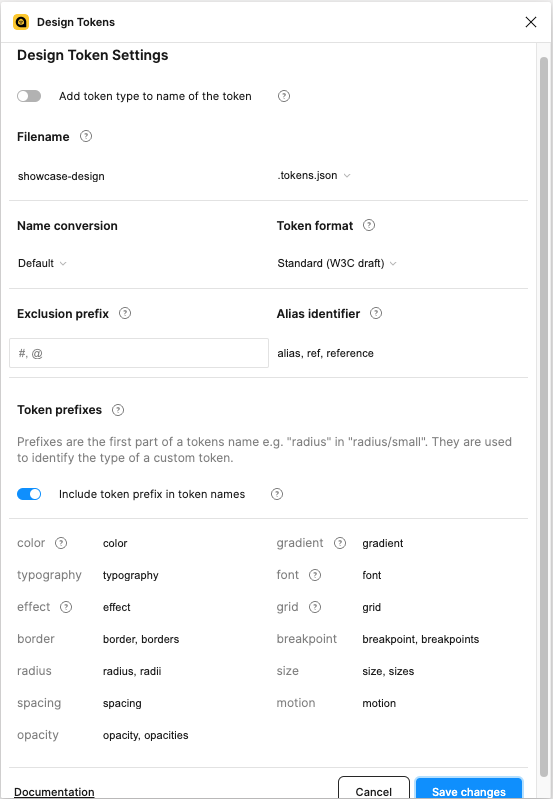 Design Tokens
Design Token Settings
Add token type to name of the token ?
Filename ?
showcase-design .tokens.json
Name conversion Token format ?
Default Standard (W3C draft)
Exclusion prefix ? Alias identifier ?
#, @ alias, ref, reference
Token prefixes ?
Prefixes are the first part of a tokens name e.g. "radius" in "radius/small". They are used
to identify the type of a custom token.
Include token prefix in token names ?
color ? color gradient ? gradient
typography typography font ? font
effect ? effect grid ? grid
border border, borders breakpoint breakpoint, breakpoints
radius radius, radii size size, sizes
spacing spacing motion motion
opacity opacity, opacities
Documentation Cancel Save changes